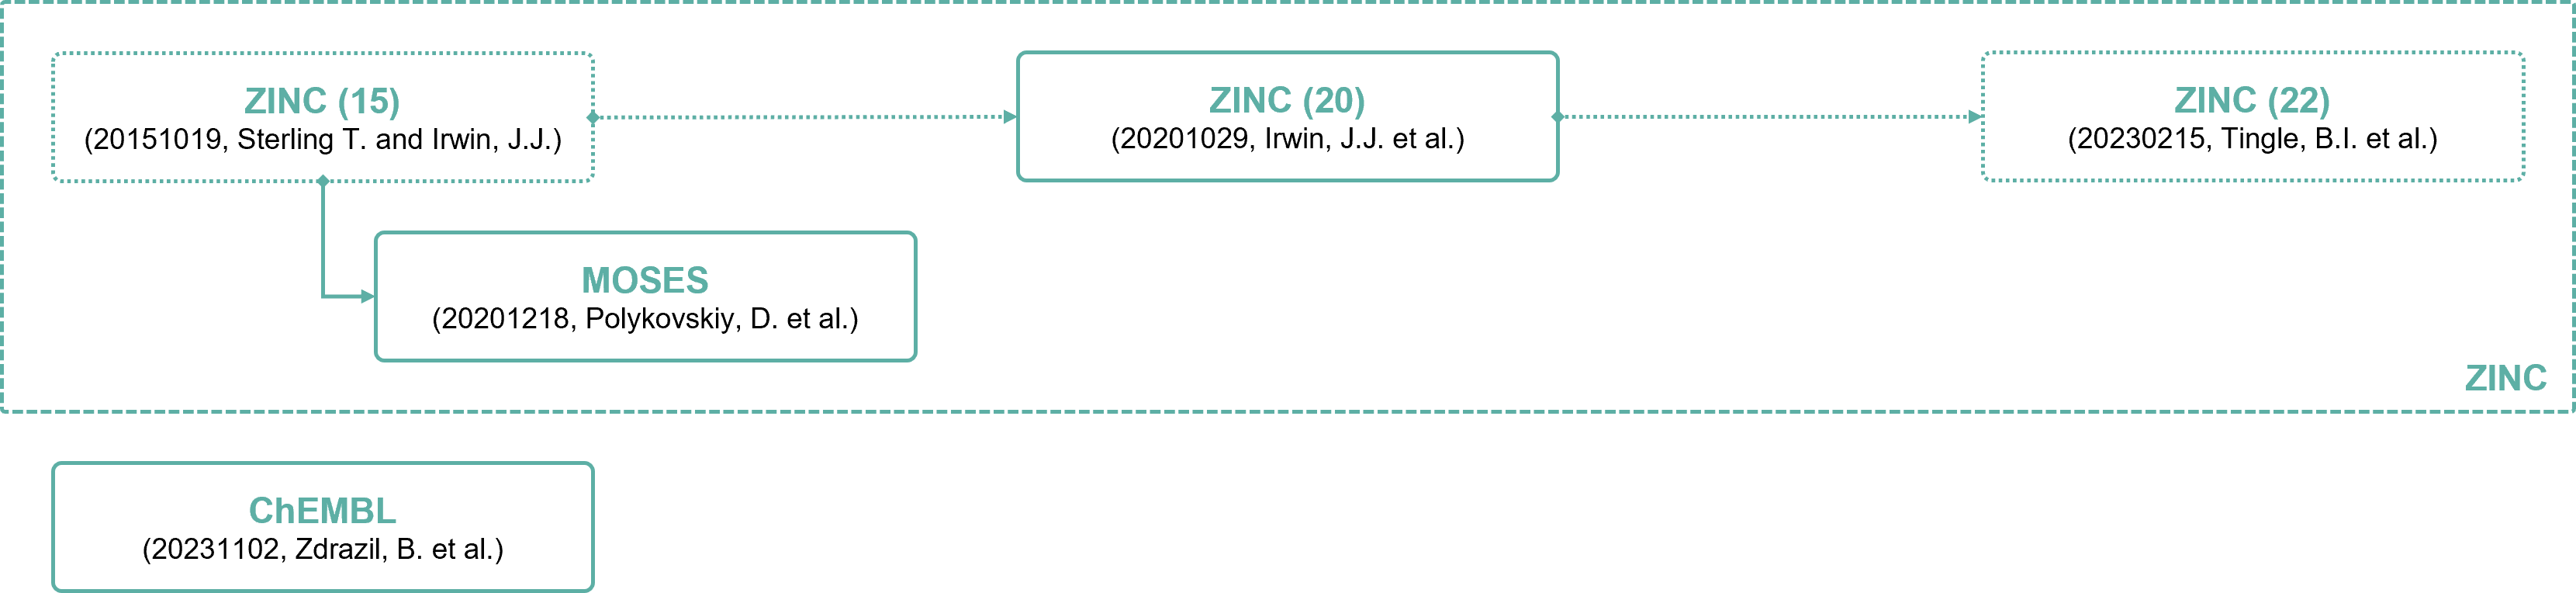 ZINC (15)
(20151019, Sterling T. and Irwin, J.J.)
ZINC (20)
(20201029, Irwin, J.J. et al.)
ZINC (22)
(20230215, Tingle, B.I. et al.)
MOSES
(20201218, Polykovskiy, D. et al.)
ZINC
ChEMBL
(20231102, Zdrazil, B. et al.)